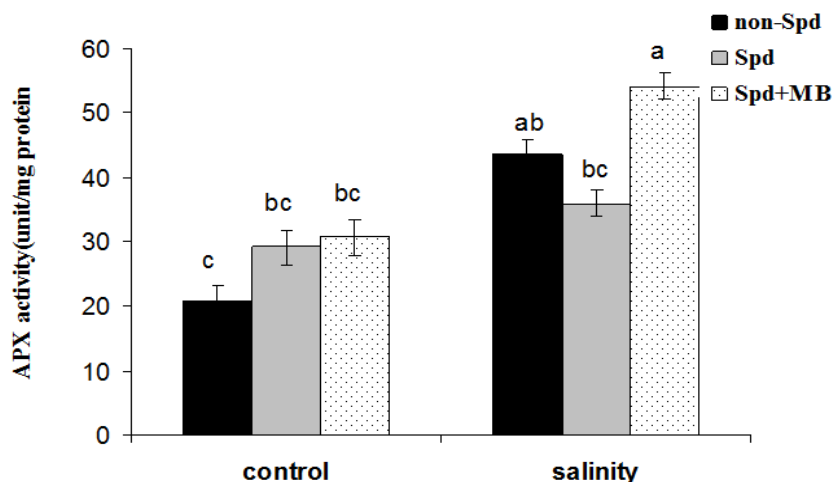 non-Spd
Spd
Spd+MB
APX activity(unit/mg protein
60
50
40
30
20
10
0
c
bc
bc
ab
bc
a
control
salinity